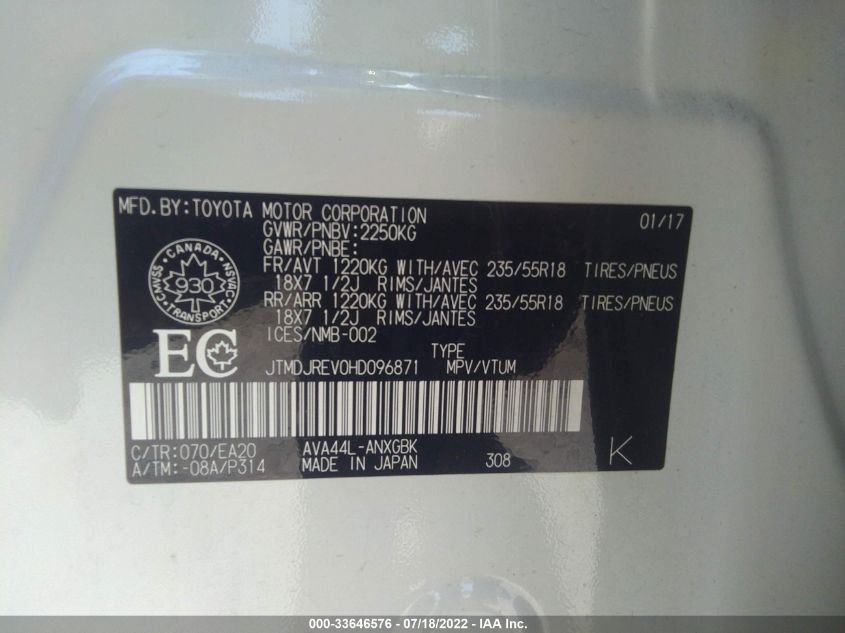 MFD.BY:TOYOTA MOTOR CORPORATION 01/17
GVWR/PNBV:2250KG
GAWR/PNBE:
FR/AVT 1220KG WITH/AVEC 235/55R18 TIRES/PNEUS
18X7 1/2J RIMS/JANTES
RR/ARR 1220KG WITH/AVEC 235/55R18 TIRES/PNEUS
18X7 1/2J RIMS/JANTES
ICES/NMB-002
CANADA
CMVSS 930 NSVAC
TRANSPORT
EC
TYPE
JTMDJREV0HD096871 MPV/VTUM
C/TR:070/EA20 AVA44L-ANXGBK
A/TM:-08A/P314 MADE IN JAPAN 308 K
000-33646576 - 07/18/2022 - IAA Inc.